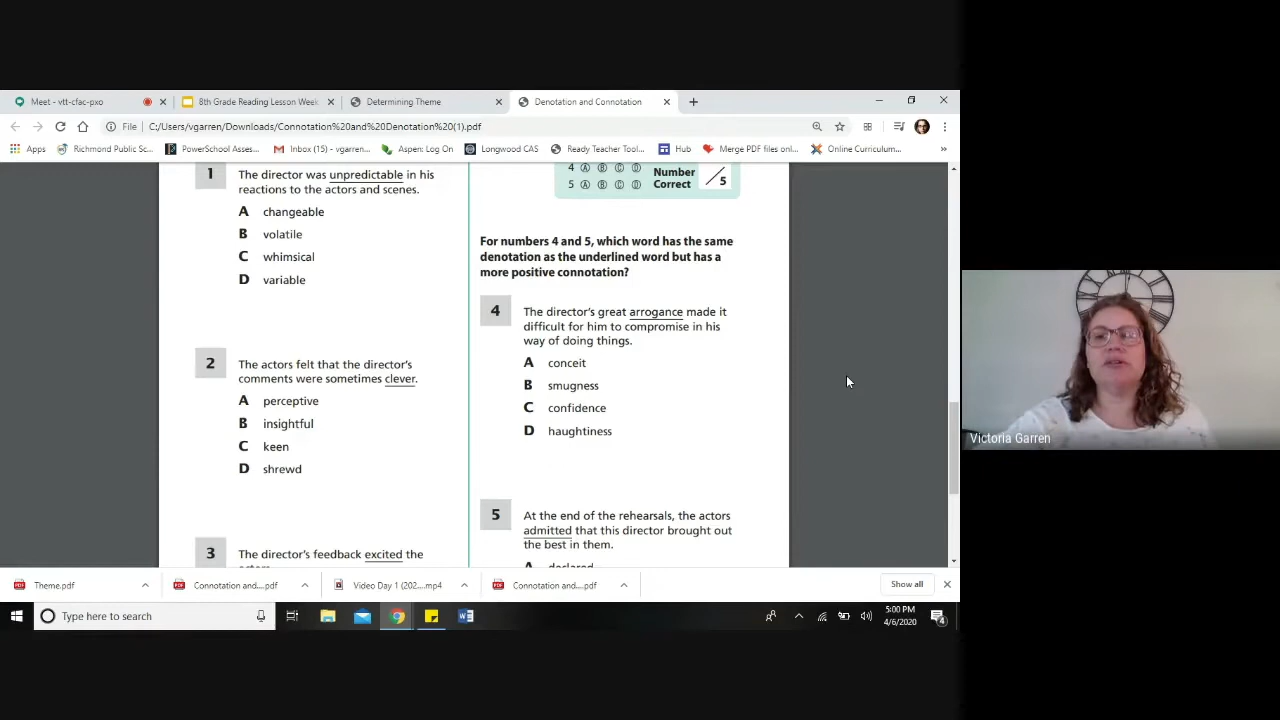 Meet - vtt-cfac-pxo
8th Grade Reading Lesson Week
Determining Theme
Denotation and Connotation
File
C:/Users/vgarren/Downloads/Connotation%20and%20Denotation%20(1).pdf
Apps
Richmond Public Sc...
PowerSchool Asses...
Inbox (15) - vgarren...
Aspen: Log On
Longwood CAS
Ready Teacher Tool...
Hub
Merge PDF files onl...
Online Curriculum...
1 The director was unpredictable in his
reactions to the actors and scenes.
A changeable
B volatile
C whimsical
D variable
2 The actors felt that the director's
comments were sometimes clever.
A perceptive
B insightful
C keen
D shrewd
3 The director's feedback excited the
4 A B C D
5 A B C D
Number
Correct
/5
For numbers 4 and 5, which word has the same
denotation as the underlined word but has a
more positive connotation?
4 The director's great arrogance made it
difficult for him to compromise in his
way of doing things.
A conceit
B smugness
C confidence
D haughtiness
5 At the end of the rehearsals, the actors
admitted that this director brought out
the best in them.
A declared
Victoria Garren
Theme.pdf
Connotation and....pdf
Video Day 1 (202....mp4
Connotation and....pdf
Show all
Type here to search
5:00 PM
4/6/2020
4